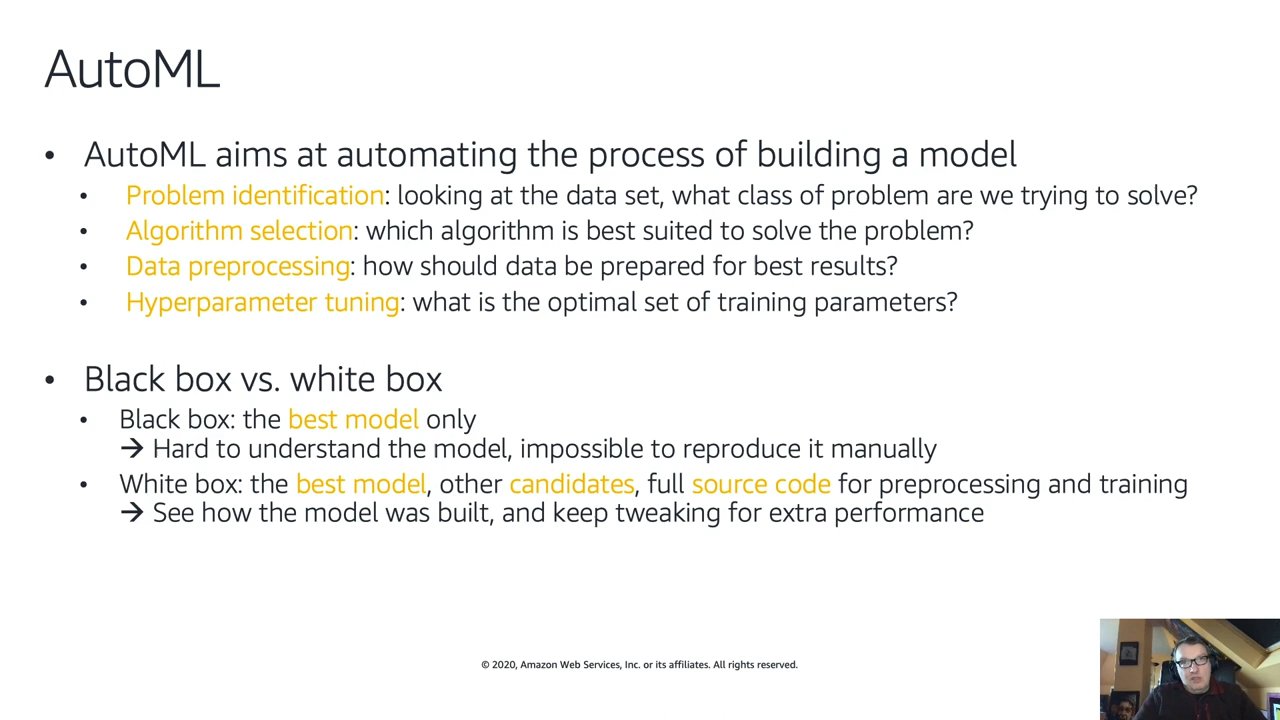 AutoML
• AutoML aims at automating the process of building a model
• Problem identification: looking at the data set, what class of problem are we trying to solve?
• Algorithm selection: which algorithm is best suited to solve the problem?
• Data preprocessing: how should data be prepared for best results?
• Hyperparameter tuning: what is the optimal set of training parameters?
• Black box vs. white box
• Black box: the best model only
→ Hard to understand the model, impossible to reproduce it manually
• White box: the best model, other candidates, full source code for preprocessing and training
→ See how the model was built, and keep tweaking for extra performance
© 2020, Amazon Web Services, Inc. or its affiliates. All rights reserved.